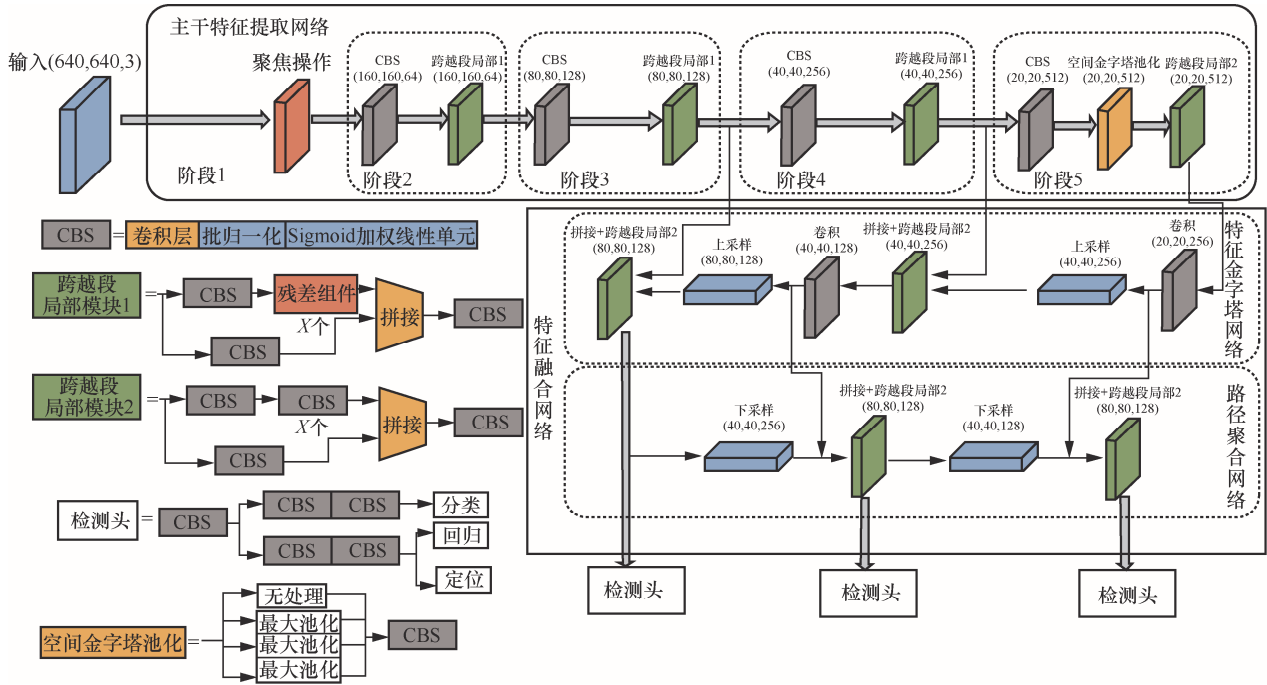 主干特征提取网络
输入(640,640,3)
聚焦操作
CBS
(160,160,64)
跨越段局部1
(160,160,64)
CBS
(80,80,128)
跨越段局部1
(80,80,128)
CBS
(40,40,256)
跨越段局部1
(40,40,256)
CBS
(20,20,512)
空间金字塔池化
(20,20,512)
跨越段局部2
(20,20,512)
阶段1
阶段2
阶段3
阶段4
阶段5
CBS
=
卷积层
批归一化
Sigmoid加权线性单元
跨越段
局部模块1
=
CBS
残差组件
X个
CBS
拼接
CBS
跨越段
局部模块2
=
CBS
CBS
X个
CBS
拼接
CBS
检测头
=
CBS
CBS
CBS
分类
CBS
CBS
回归
定位
空间金字塔池化
=
无处理
最大池化
最大池化
最大池化
CBS
特征融合网络
特征金字塔网络
拼接+跨越段局部2
(80,80,128)
上采样
(80,80,128)
卷积
(40,40,128)
拼接+跨越段局部2
(40,40,256)
上采样
(40,40,256)
卷积
(20,20,256)
路径聚合网络
下采样
(40,40,256)
拼接+跨越段局部2
(80,80,128)
下采样
(40,40,128)
拼接+跨越段局部2
(80,80,128)
检测头
检测头
检测头